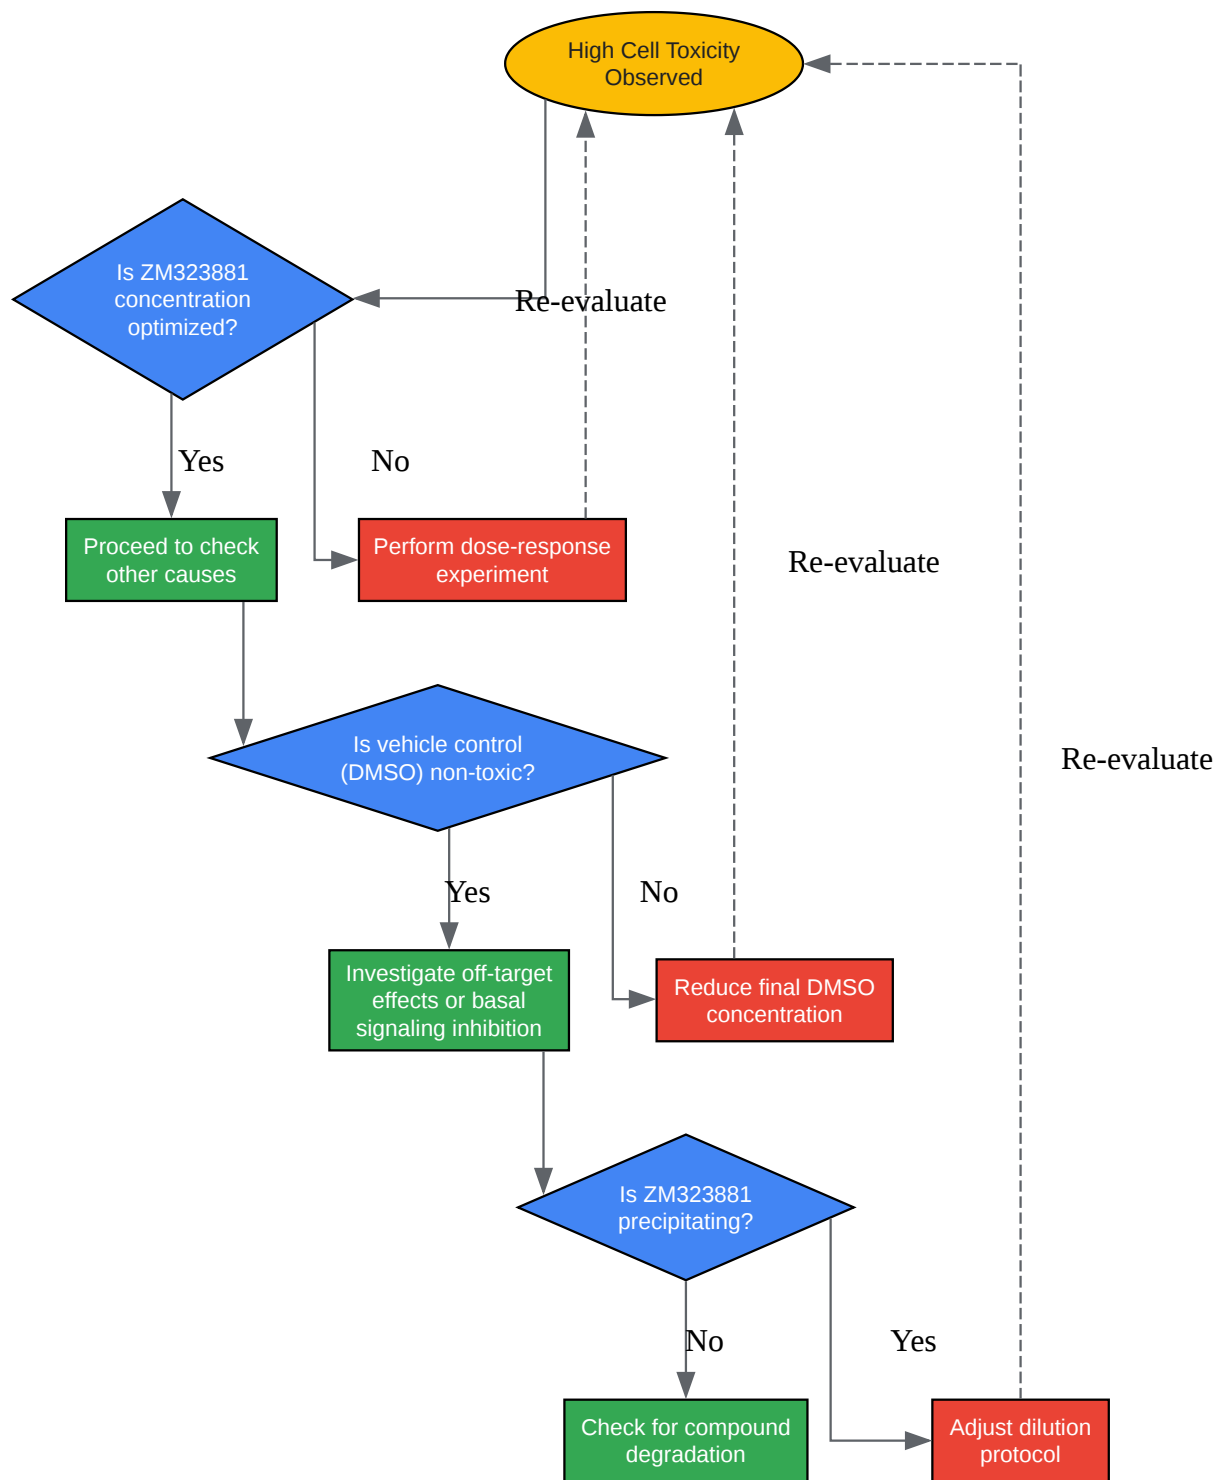 High Cell Toxicity
Observed
Is ZM323881
concentration
optimized?
Re-evaluate
Yes
No
Proceed to check
other causes
Perform dose-response
experiment
Re-evaluate
Is vehicle control
(DMSO) non-toxic?
Re-evaluate
Yes
No
Investigate off-target
effects or basal
signaling inhibition
Reduce final DMSO
concentration
Is ZM323881
precipitating?
No
Yes
Check for compound
degradation
Adjust dilution
protocol